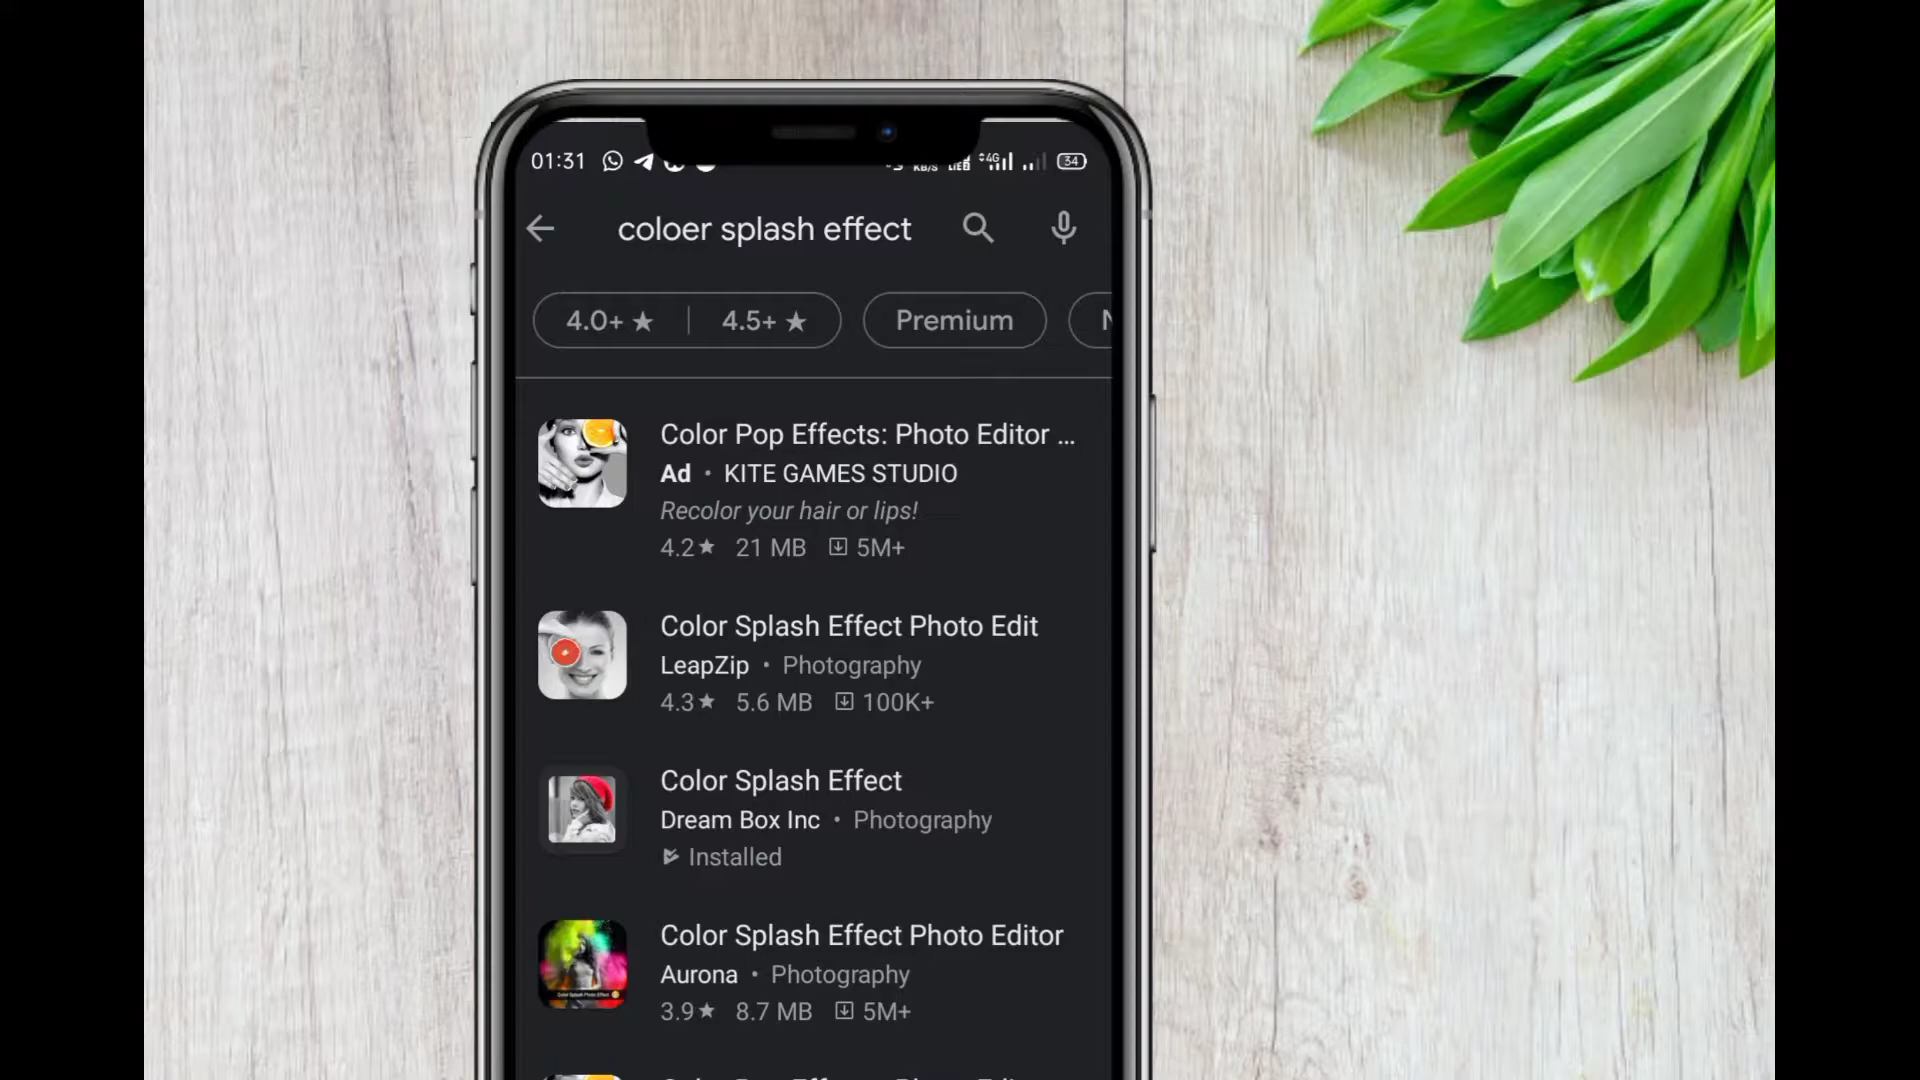 01:31
KB/S
4G
34
coloer splash effect
4.0+ ★ | 4.5+ ★
Premium
Color Pop Effects: Photo Editor ...
Ad • KITE GAMES STUDIO
Recolor your hair or lips!
4.2★ 21 MB 5M+
Color Splash Effect Photo Edit
LeapZip • Photography
4.3★ 5.6 MB 100K+
Color Splash Effect
Dream Box Inc • Photography
Installed
Color Splash Effect Photo Editor
Aurona • Photography
3.9★ 8.7 MB 5M+